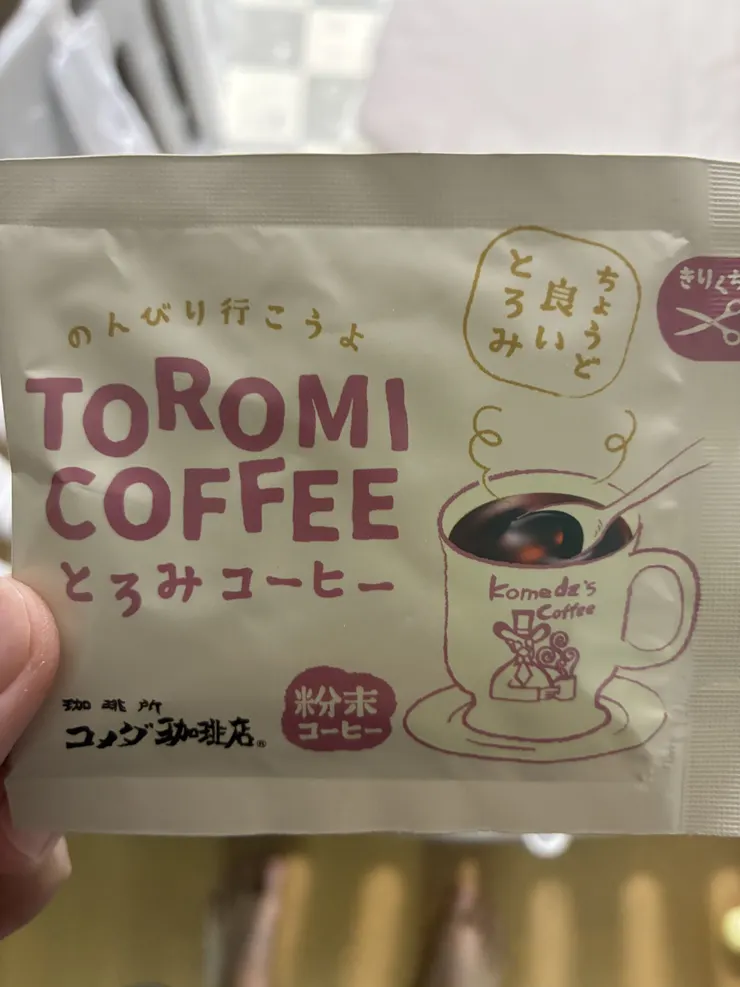 のんびり行こうよ
TOROMI
COFFEE
とろみコーヒー
ちょうど
良い
とろみ
きりくち
Komeda's
Coffee
珈琲所
コメダ珈琲店®
粉末
コーヒー